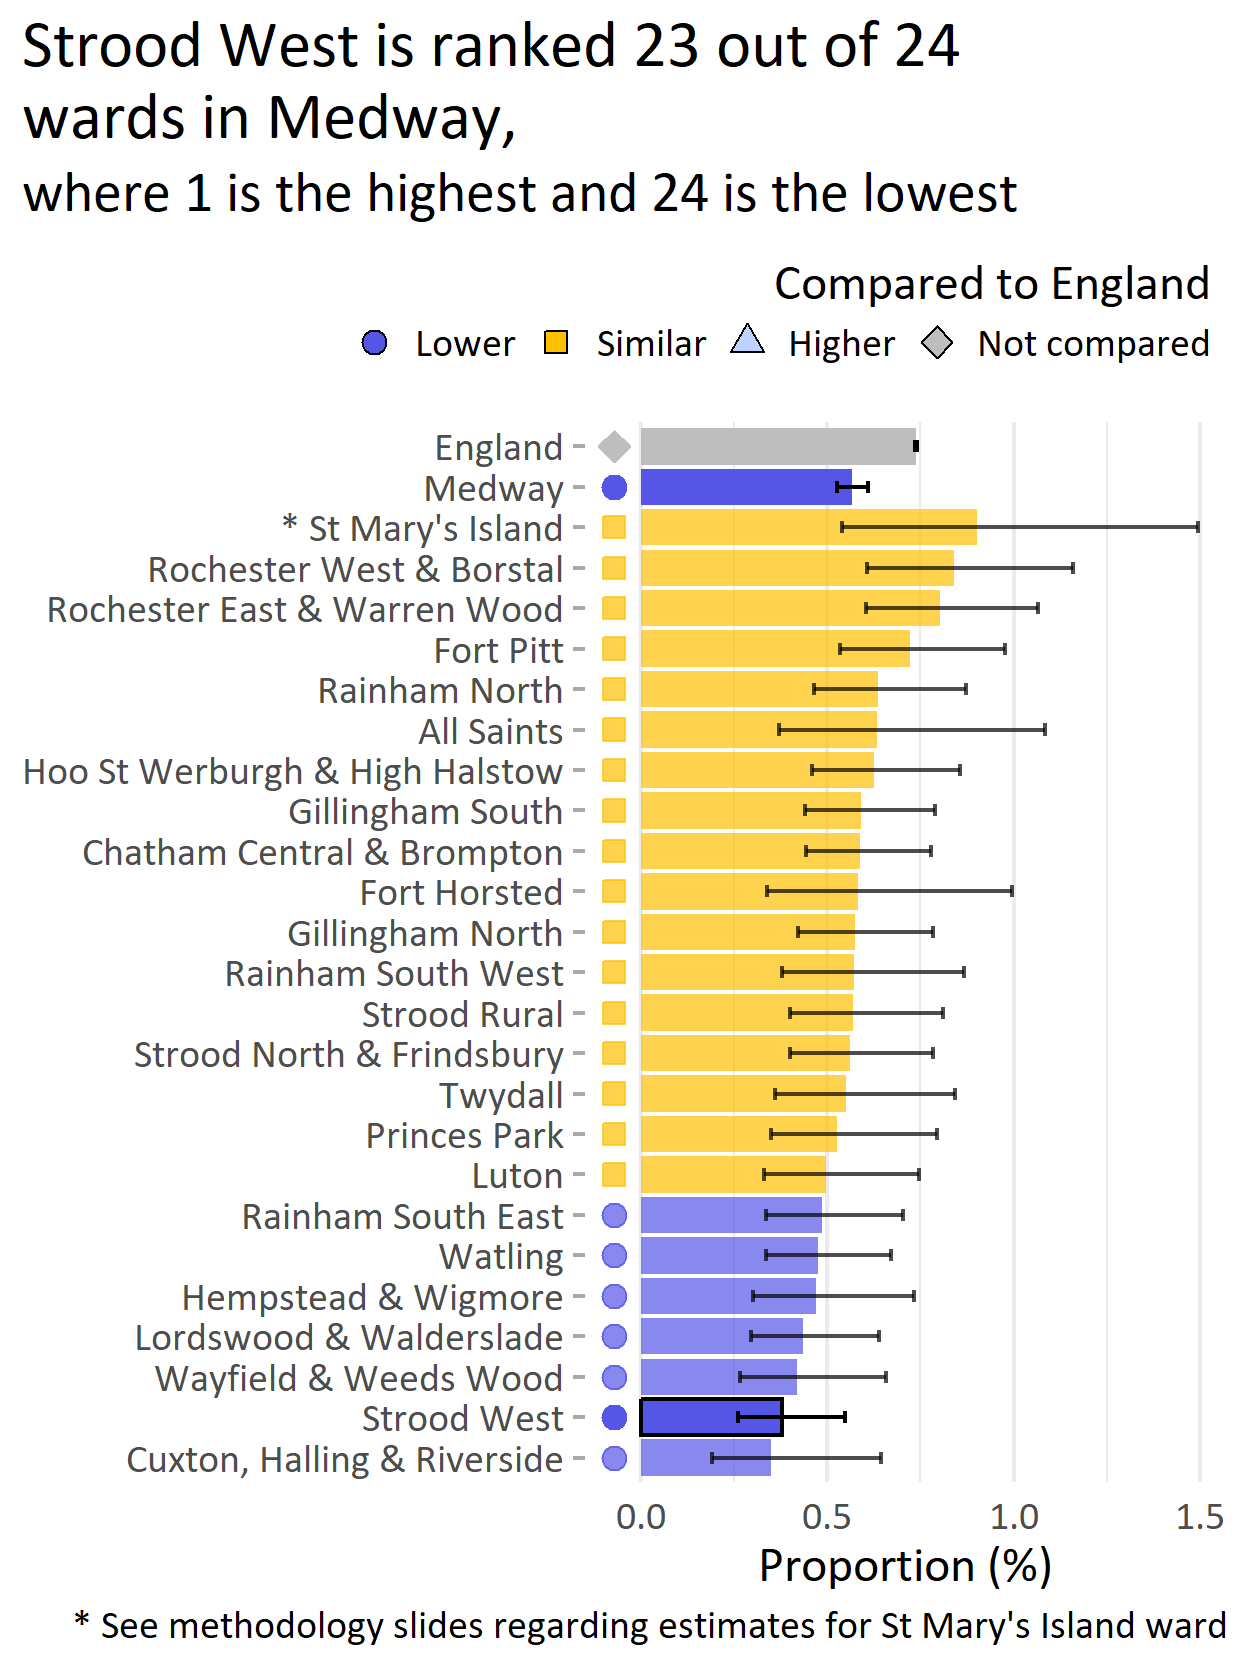 Strood West is ranked 23 out of 24
wards in Medway,
where 1 is the highest and 24 is the lowest
Compared to England
Lower Similar Higher Not compared
England
Medway
* St Mary's Island
Rochester West & Borstal
Rochester East & Warren Wood
Fort Pitt
Rainham North
All Saints
Hoo St Werburgh & High Halstow
Gillingham South
Chatham Central & Brompton
Fort Horsted
Gillingham North
Rainham South West
Strood Rural
Strood North & Frindsbury
Twydall
Princes Park
Luton
Rainham South East
Watling
Hempstead & Wigmore
Lordswood & Walderslade
Wayfield & Weeds Wood
Strood West
Cuxton, Halling & Riverside
0.0 0.5 1.0 1.5
Proportion (%)
* See methodology slides regarding estimates for St Mary's Island ward